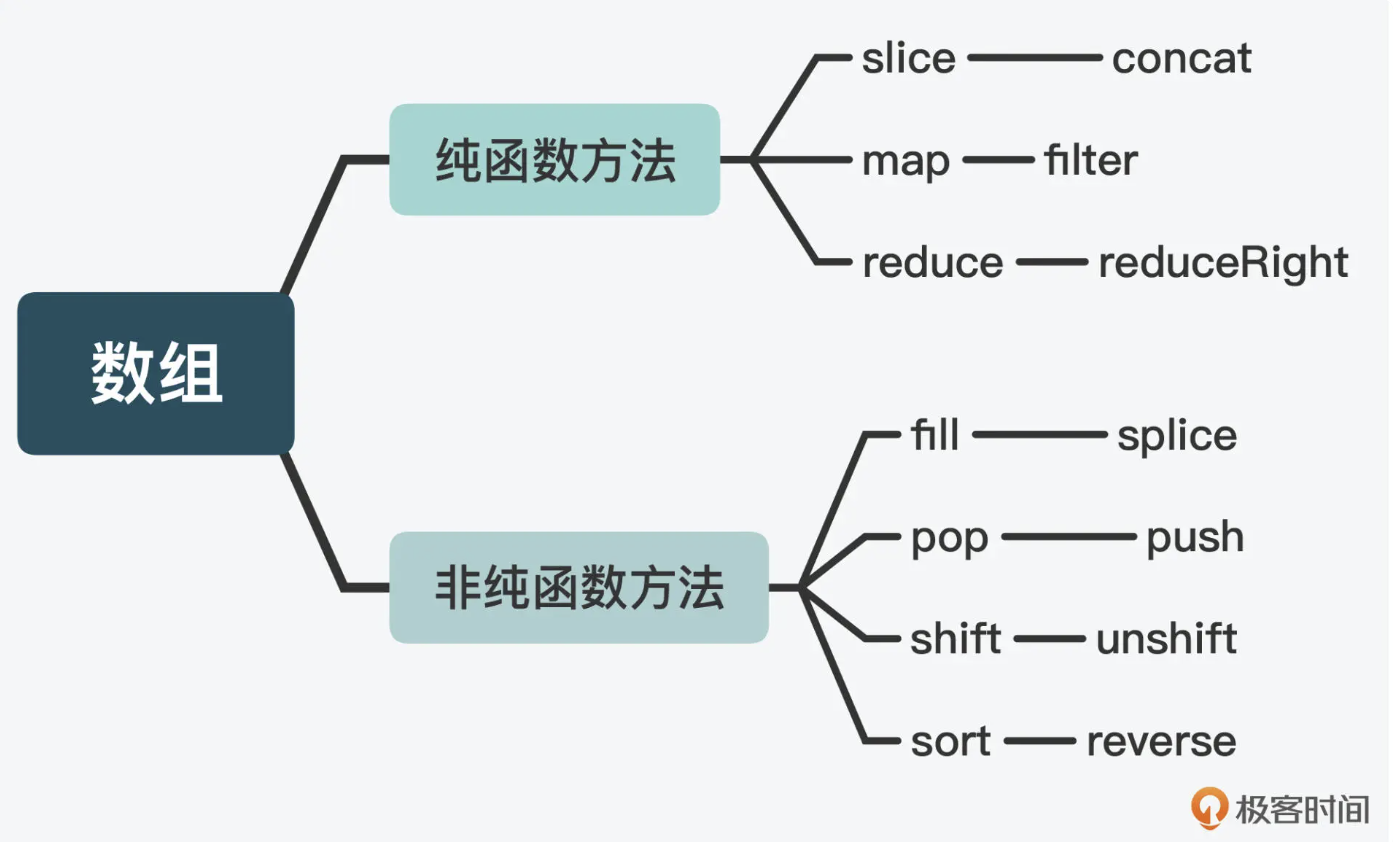 数组
纯函数方法
slice concat
map filter
reduce reduceRight
非纯函数方法
fill splice
pop push
shift unshift
sort reverse
极客时间